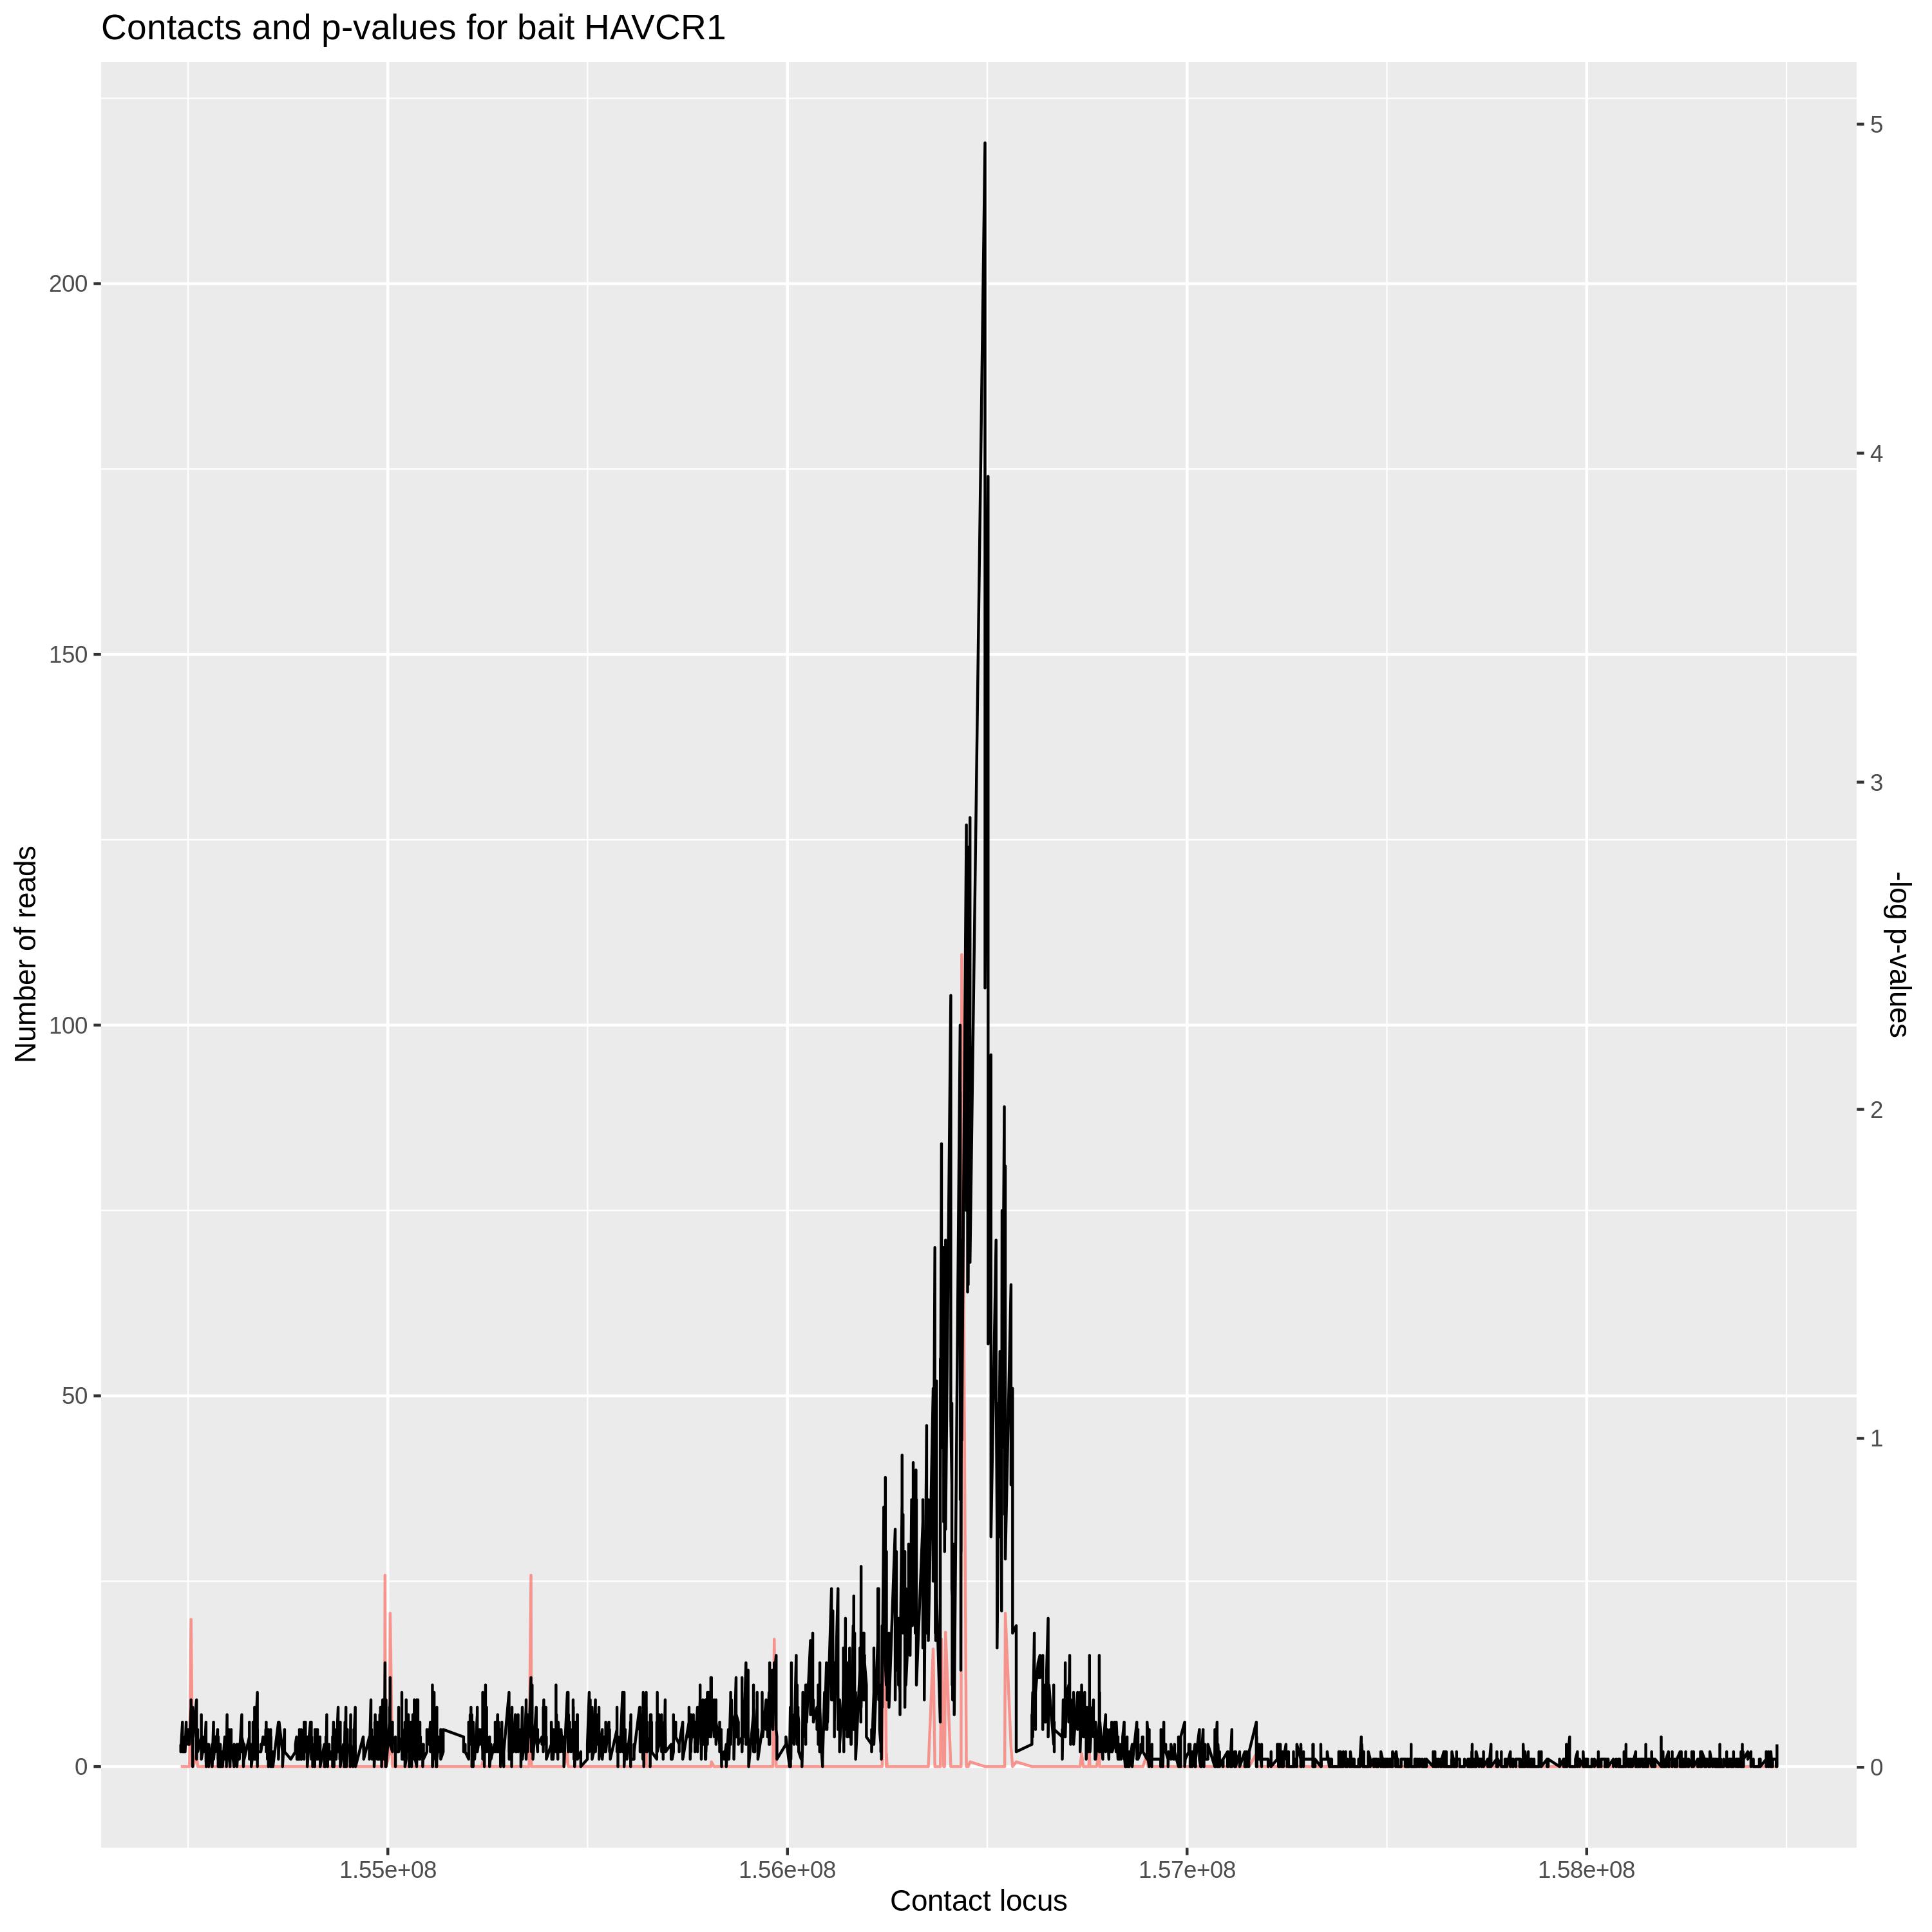 Contacts and p-values for bait HAVCR1
Number of reads
200
150
100
50
0
5
4
3
2
1
0
-log p-values
1.55e+08
1.56e+08
1.57e+08
1.58e+08
Contact locus